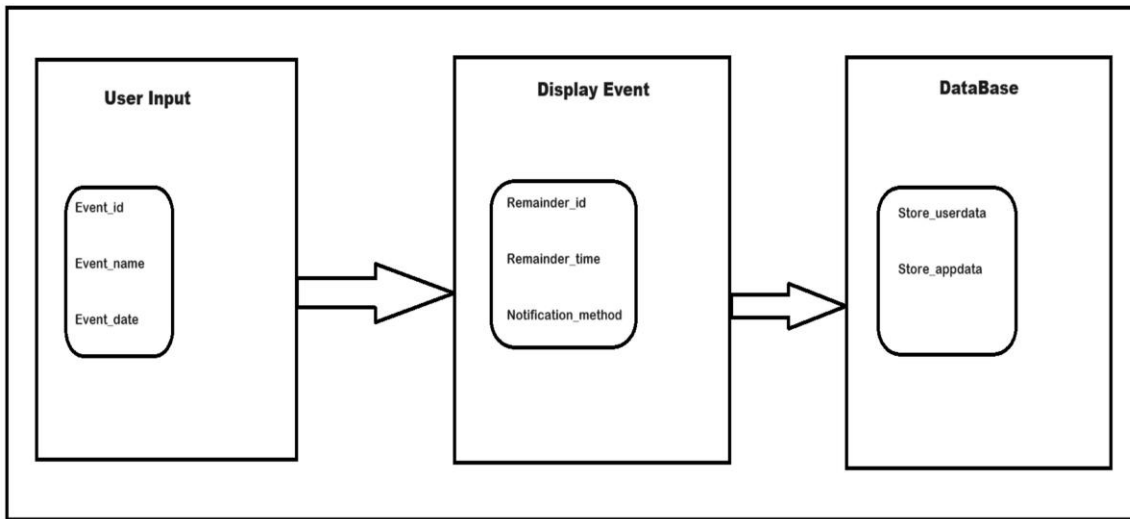 User Input
Event_id
Event_name
Event_date
Display Event
Remainder_id
Remainder_time
Notification_method
DataBase
Store_userdata
Store_appdata